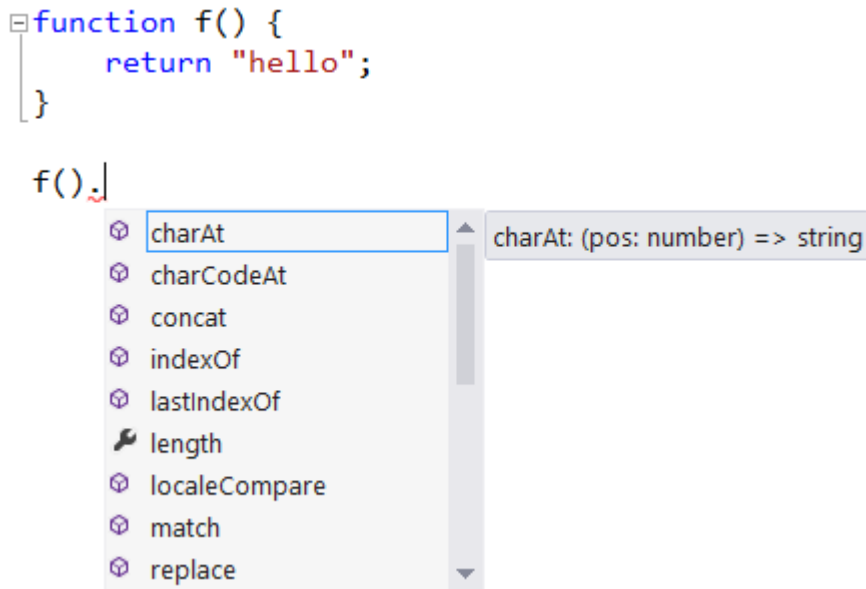 function f() {
return "hello";
}
f().
charAt
charAt: (pos: number) => string
charCodeAt
concat
indexOf
lastIndexOf
length
localeCompare
match
replace